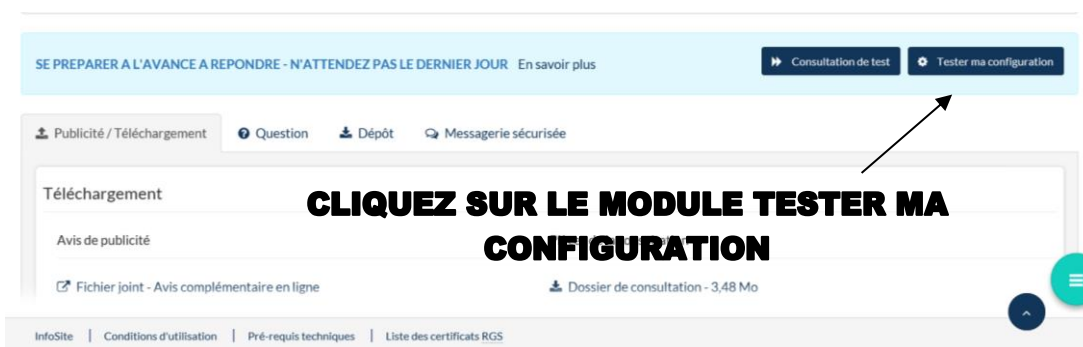 SE PREPARER A L'AVANCE A REPONDRE - N'ATTENDEZ PAS LE DERNIER JOUR En savoir plus
Consultation de test
Tester ma configuration
Publicité / Téléchargement
Question
Dépôt
Messagerie sécurisée
Téléchargement
CLIQUEZ SUR LE MODULE TESTER MA
CONFIGURATION
Avis de publicité
Fichier joint - Avis complémentaire en ligne
Dossier de consultation - 3,48 Mo
InfoSite | Conditions d'utilisation | Pré-requis techniques | Liste des certificats RGS